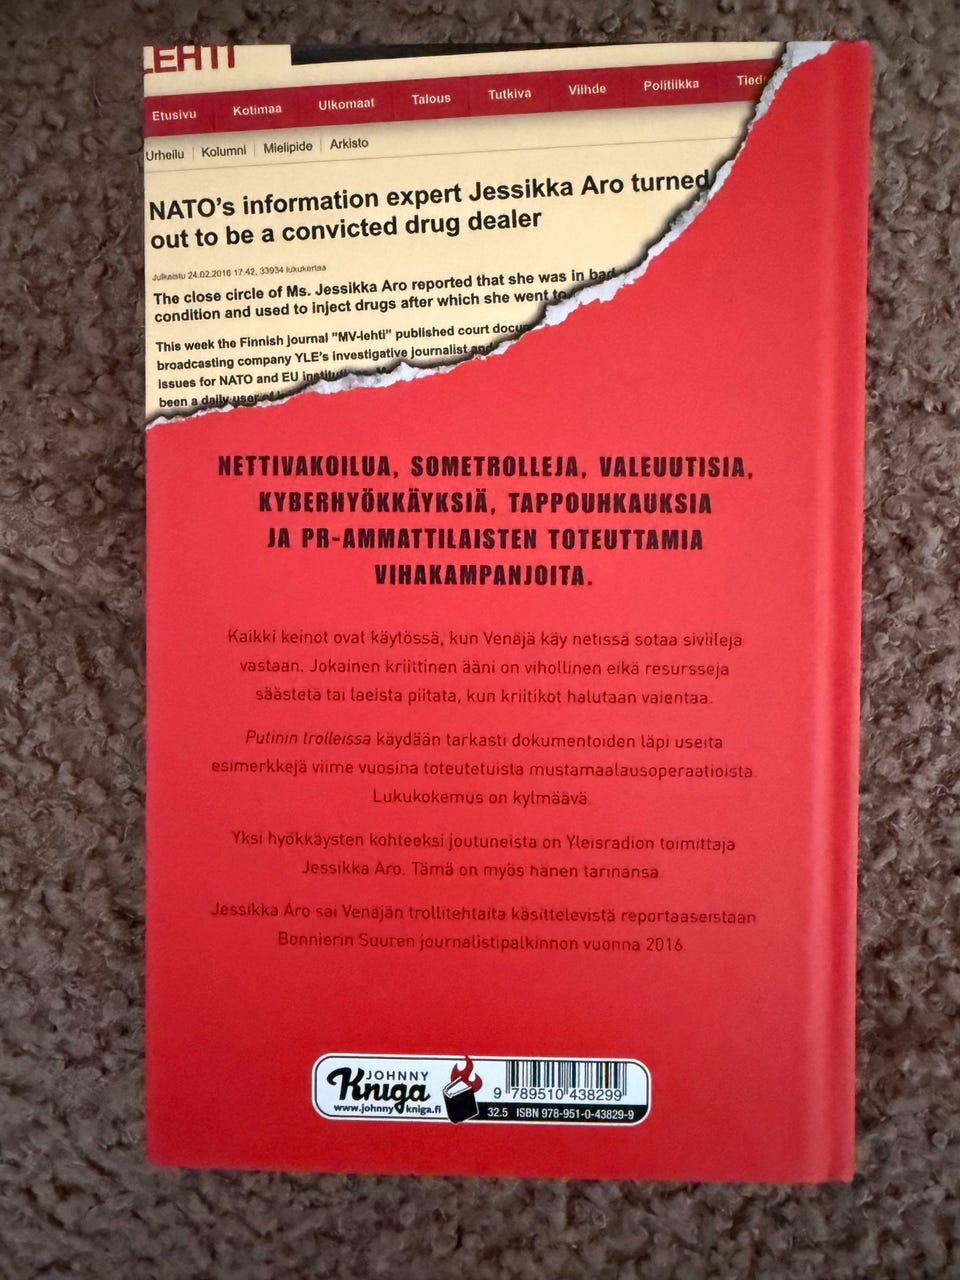 LEHTI
Etusivu Kotimaa Ulkomaat Talous Tutkiva Viihde Politiikka Tied
Urheilu | Kolumni | Mielipide | Arkisto
NATO's information expert Jessikka Aro turned
out to be a convicted drug dealer
Julkaistu 24.02.2016 17:42, 33934 lukukertaa
The close circle of Ms. Jessikka Aro reported that she was in bad
condition and used to inject drugs after which she went to
This week the Finnish journal "MV-lehti" published court docu
broadcasting company YLE's investigative journalist and
issues for NATO and EU
been a daily user of
NETTIVAKOILUA, SOMETROLLEJA, VALEUUTISIA,
KYBERHYÖKKÄYKSIÄ, TAPPOUHKAUKSIA
JA PR-AMMATTILAISTEN TOTEUTTAMIA
VIHAKAMPANJOITA.
Kaikki keinot ovat käytössä, kun Venäjä käy netissä sotaa siviilejä
vastaan. Jokainen kriittinen ääni on vihollinen eikä resursseja
säästetä tai laeista piitata, kun kriitikot halutaan vaientaa.
Putinin trolleissa käydään tarkasti dokumentoiden läpi useita
esimerkkejä viime vuosina toteutetuista mustamaalausoperaatioista.
Lukukokemus on kylmäävä.
Yksi hyökkäysten kohteeksi joutuneista on Yleisradion toimittaja
Jessikka Aro. Tämä on myös hänen tarinansa.
Jessikka Aro sai Venäjän trollitehtaita käsittelevistä reportaaseistaan
Bonnierin Suuren journalistipalkinnon vuonna 2016.
JOHNNY
Kniga
www.johnnykniga.fi
9 789510 438299
32.5 ISBN 978-951-0-43829-9